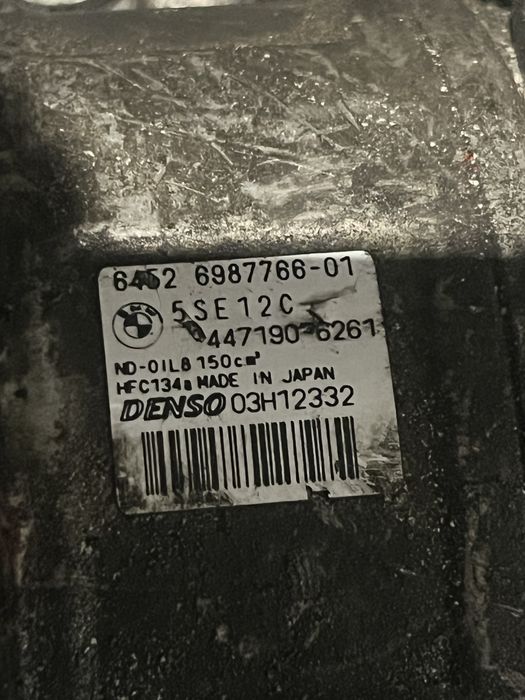 6452 6987766-01
5SE12C
447190-6261
ND-OIL8 150cm³
HFC134a MADE IN JAPAN
DENSO 03H12332